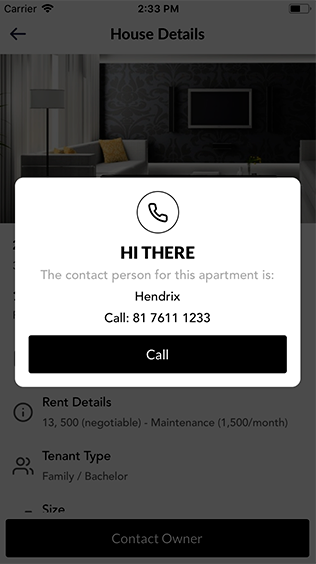 Carrier 2:33 PM
House Details
HI THERE
The contact person for this apartment is:
Hendrix
Call: 81 7611 1233
Call
Rent Details
13, 500 (negotiable) - Maintenance (1,500/month)
Tenant Type
Family / Bachelor
Size
Contact Owner